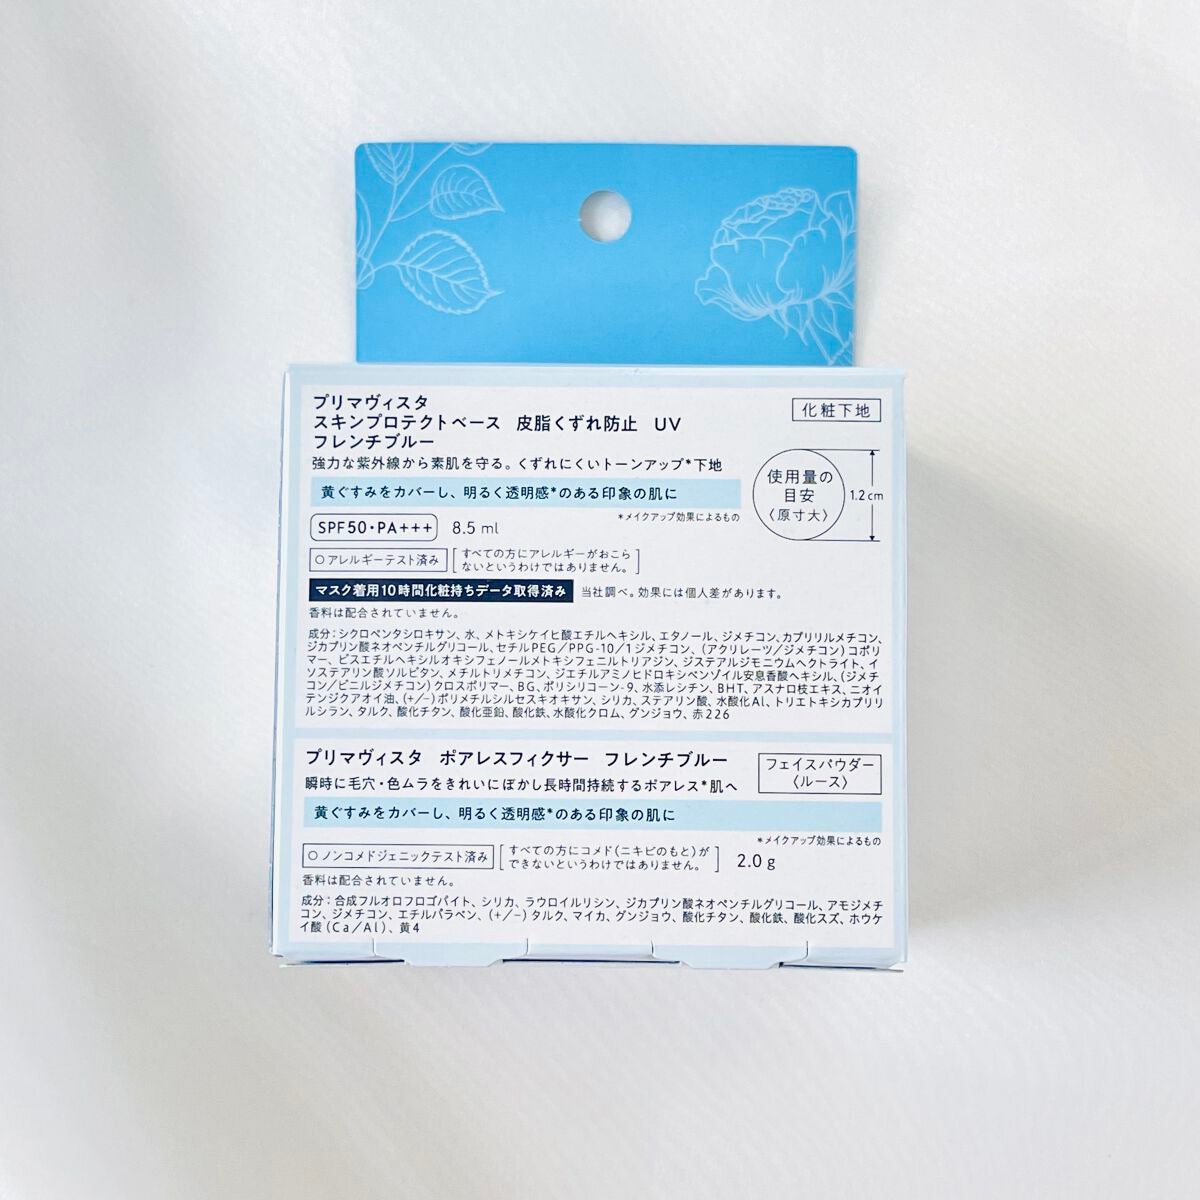 プリマヴィスタ
スキンプロテクトベース 皮脂くずれ防止 UV
フレンチブルー
化粧下地
強力な紫外線から素肌を守る。くずれにくいトーンアップ*下地
黄ぐすみをカバーし、明るく透明感*のある印象の肌に
*メイクアップ効果によるもの
使用量の
目安
〈原寸大〉
1.2cm
SPF50・PA+++ 8.5 ml
○アレルギーテスト済み
すべての方にアレルギーがおこら
ないというわけではありません。
マスク着用10時間化粧持ちデータ取得済み 当社調べ。効果には個人差があります。
香料は配合されていません。
成分：シクロペンタシロキサン、水、メトキシケイヒ酸エチルヘキシル、エタノール、ジメチコン、カプリリルメチコン、
ジカプリン酸ネオペンチルグリコール、セチルPEG/PPG-10/1ジメチコン、(アクリレーツ/ジメチコン)コポリ
マー、ビスエチルヘキシルオキシフェノールメトキシフェニルトリアジン、ジステアルジモニウムヘクトライト、イ
ソステアリン酸ソルビタン、メチルトリメチコン、ジエチルアミノヒドロキシベンゾイル安息香酸ヘキシル、(ジメチ
コン/ビニルジメチコン)クロスポリマー、BG、ポリシリコーン-9、水添レシチン、BHT、アスナロ枝エキス、ニオイ
テンジクアオイ油、(+/-)ポリメチルシルセスキオキサン、シリカ、ステアリン酸、水酸化Al、トリエトキシカプリリ
ルシラン、タルク、酸化チタン、酸化亜鉛、酸化鉄、水酸化クロム、グンジョウ、赤226
プリマヴィスタ ポアレスフィクサー フレンチブルー
フェイスパウダー
〈ルース〉
瞬時に毛穴・色ムラをきれいにぼかし長時間持続するポアレス*肌へ
黄ぐすみをカバーし、明るく透明感*のある印象の肌に
*メイクアップ効果によるもの
○ノンコメドジェニックテスト済み
すべての方にコメド(ニキビのもと)が
できないというわけではありません。
2.0 g
香料は配合されていません。
成分：合成フルオロフロゴパイト、シリカ、ラウロイルリシン、ジカプリン酸ネオペンチルグリコール、アモジメチ
コン、ジメチコン、エチルパラベン、(+/-)タルク、マイカ、グンジョウ、酸化チタン、酸化鉄、酸化スズ、ホウケ
イ酸(Ca/Al)、黄4